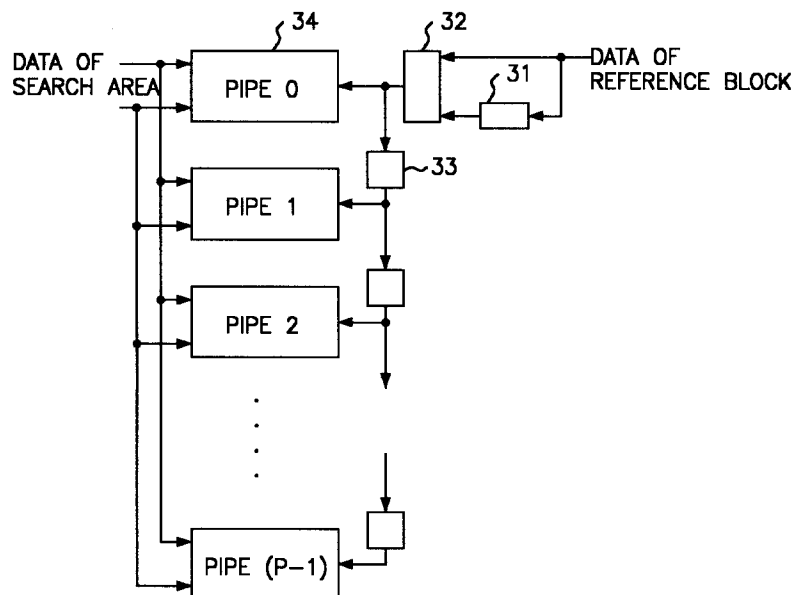 34
32
DATA OF
SEARCH AREA
PIPE 0
31
DATA OF
REFERENCE BLOCK
33
PIPE 1
PIPE 2
PIPE (P-1)